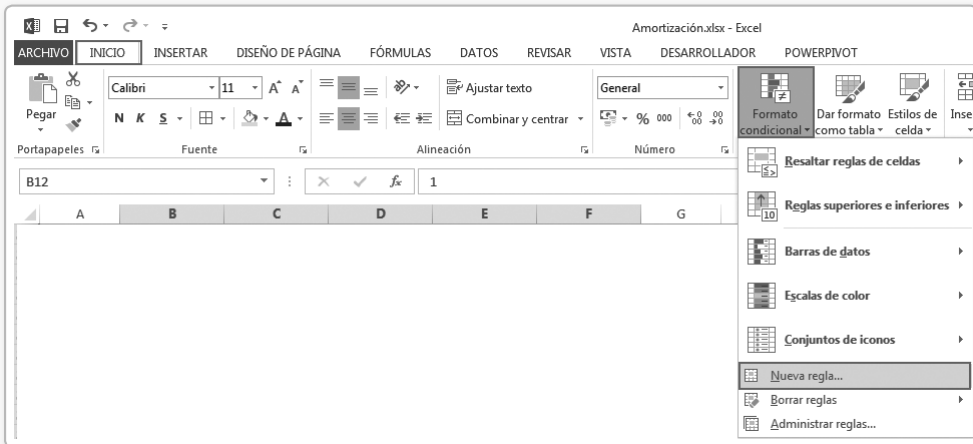 Amortización.xlsx - Excel
ARCHIVO INICIO INSERTAR DISEÑO DE PÁGINA FÓRMULAS DATOS REVISAR VISTA DESARROLLADOR POWERPIVOT
Pegar
Calibri 11 A A
N K S A
Ajustar texto
Combinar y centrar
General
% 000
Formato condicional
Dar formato como tabla
Estilos de celda
Inse
Portapapeles Fuente Alineación Número
B12 fx 1
A B C D E F G
Resaltar reglas de celdas
Reglas superiores e inferiores
Barras de datos
Escalas de color
Conjuntos de iconos
Nueva regla...
Borrar reglas
Administrar reglas...